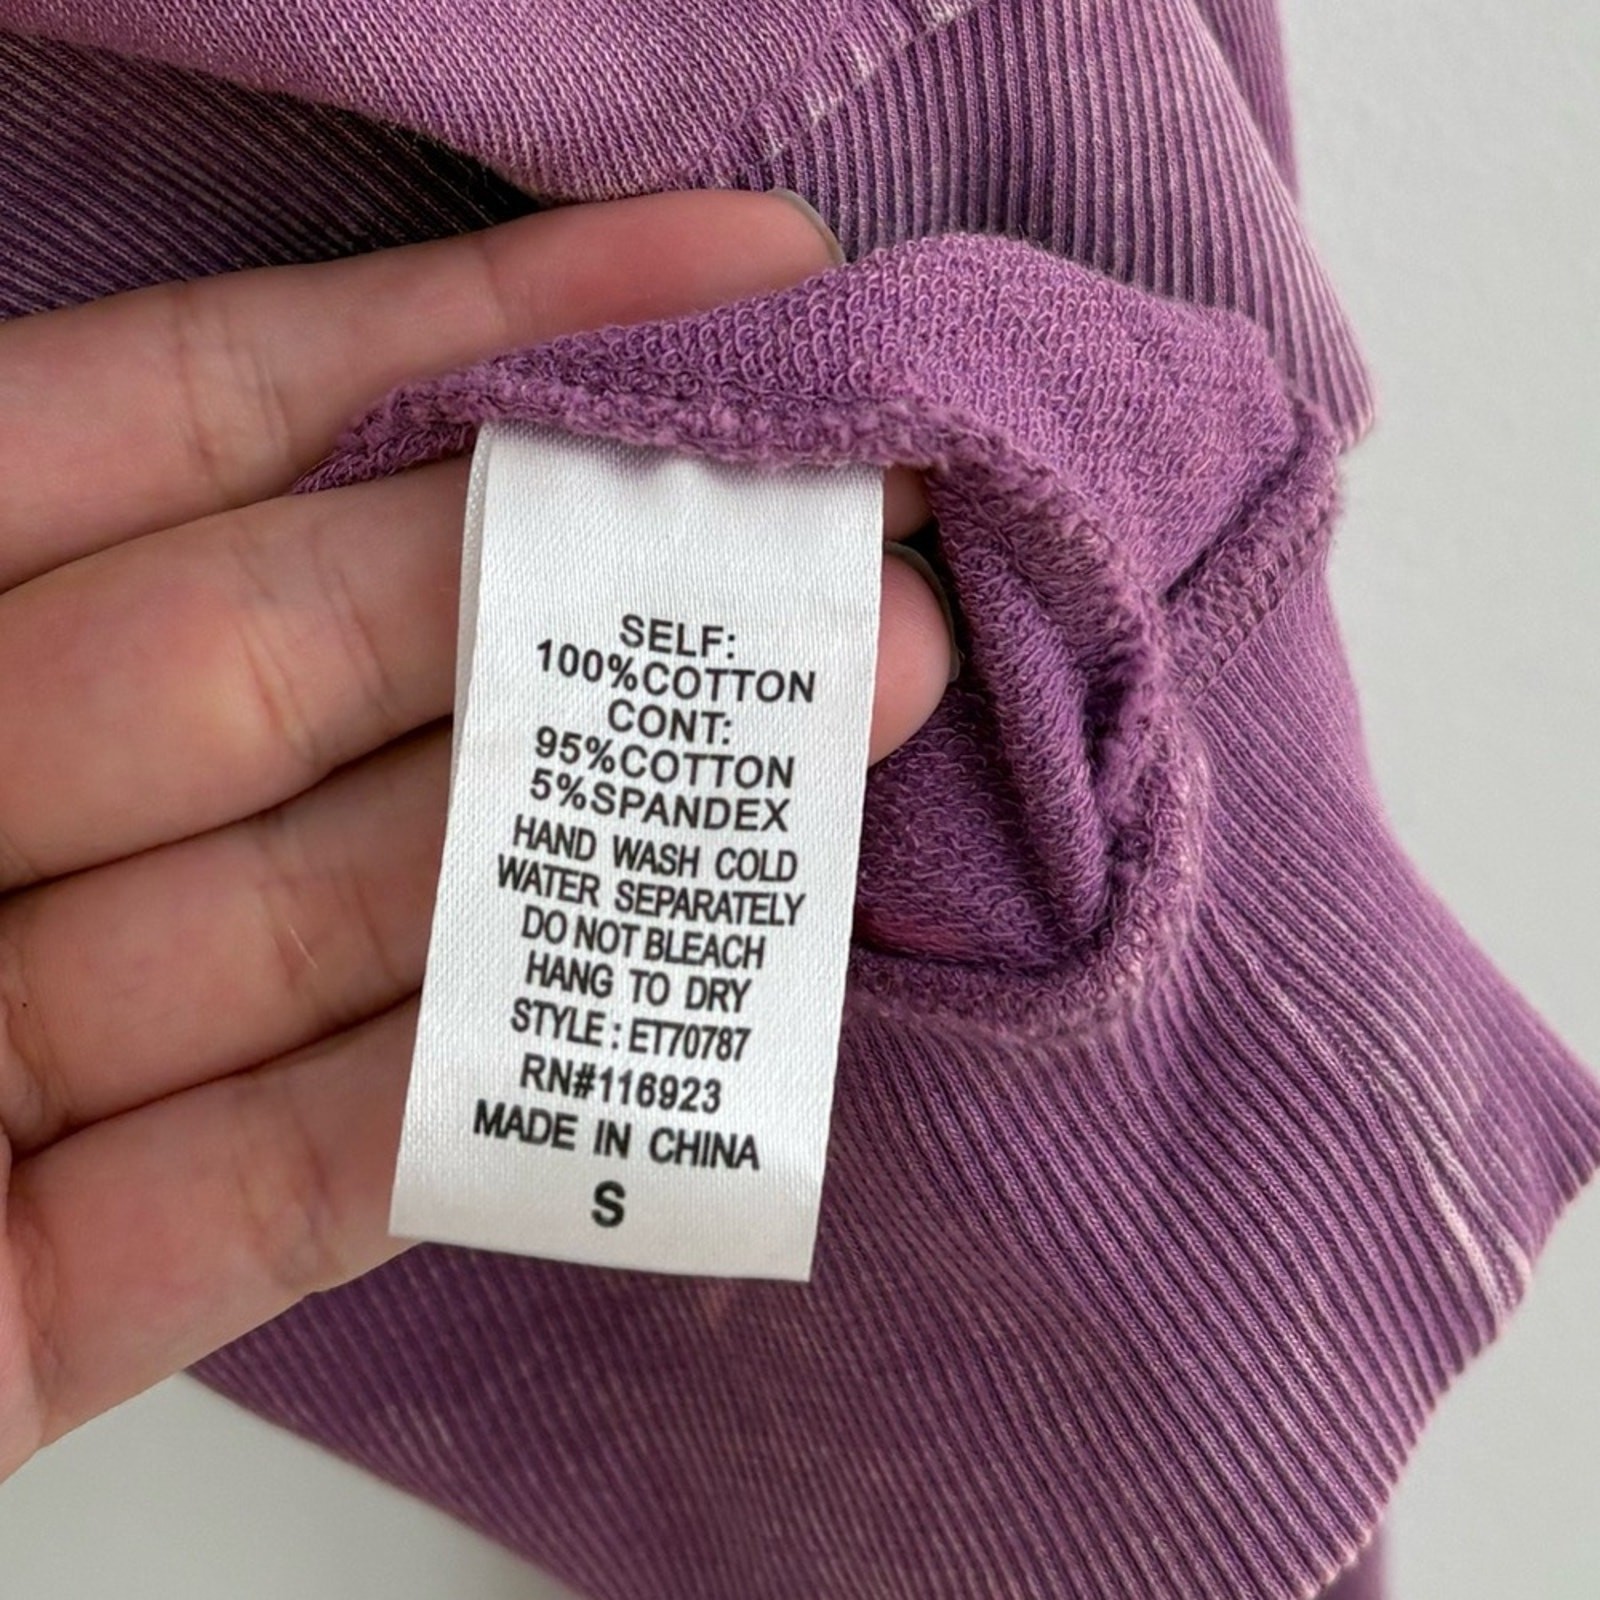 SELF:
100%COTTON
CONT:
95%COTTON
5%SPANDEX
HAND WASH COLD
WATER SEPARATELY
DO NOT BLEACH
HANG TO DRY
STYLE : ET70787
RN#116923
MADE IN CHINA
S